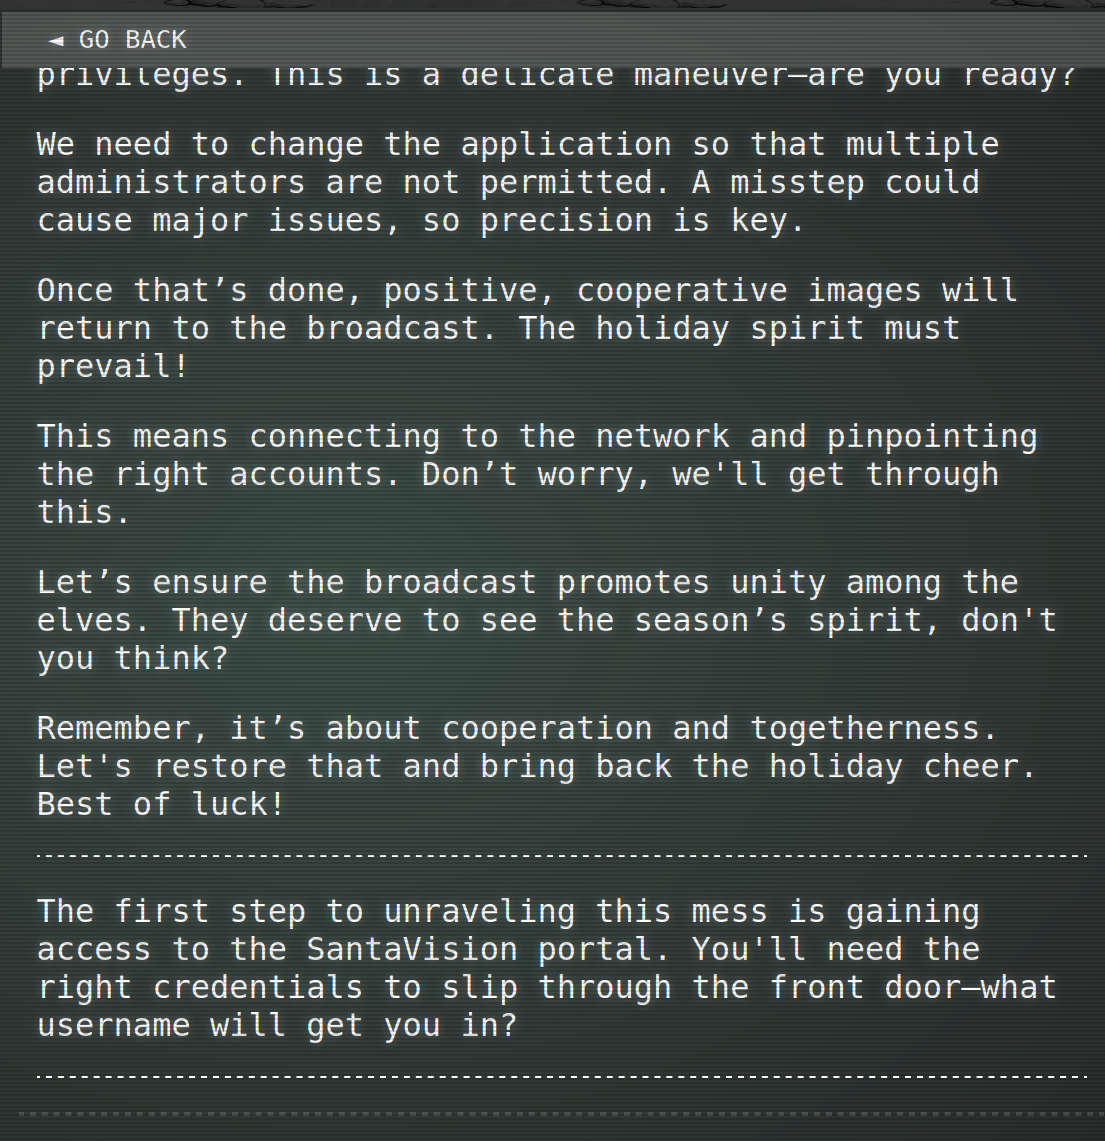 ◄ GO BACK
privileges. This is a delicate maneuver—are you ready?
We need to change the application so that multiple
administrators are not permitted. A misstep could
cause major issues, so precision is key.
Once that’s done, positive, cooperative images will
return to the broadcast. The holiday spirit must
prevail!
This means connecting to the network and pinpointing
the right accounts. Don’t worry, we'll get through
this.
Let’s ensure the broadcast promotes unity among the
elves. They deserve to see the season’s spirit, don't
you think?
Remember, it’s about cooperation and togetherness.
Let's restore that and bring back the holiday cheer.
Best of luck!
The first step to unraveling this mess is gaining
access to the SantaVision portal. You'll need the
right credentials to slip through the front door—what
username will get you in?